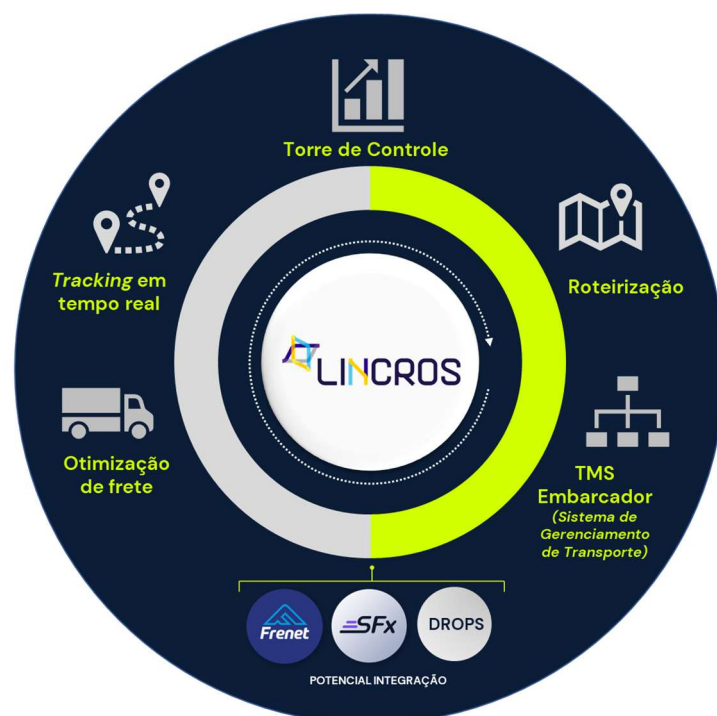 Torre de Controle
Tracking em
tempo real
Roteirização
LINCROS
Otimização
de frete
TMS
Embarcador
(Sistema de
Gerenciamento
de Transporte)
Frenet
SFx
DROPS
POTENCIAL INTEGRAÇÃO